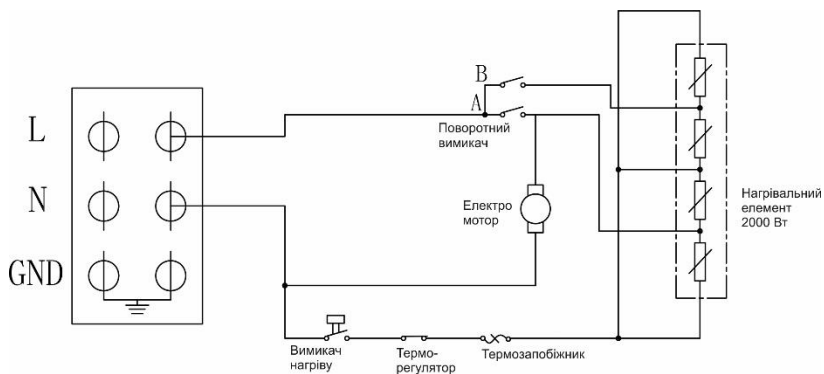 L
N
GND
B
A
Поворотний
вимикач
Електро
мотор
Нагрівальний
елемент
2000 Вт
Вимикач
нагріву
Термо-
регулятор
Термозапобіжник